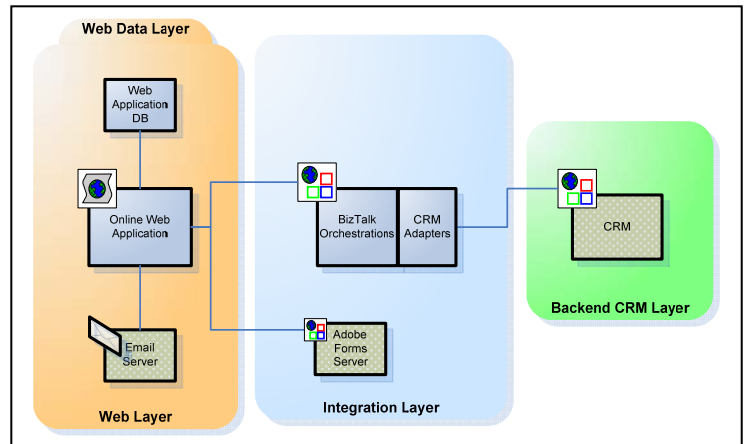 Web Data Layer
Web
Application
DB
Online Web
Application
Email
Server
Web Layer
BizTalk
Orchestrations
CRM
Adapters
Adobe
Forms
Server
Integration Layer
CRM
Backend CRM Layer